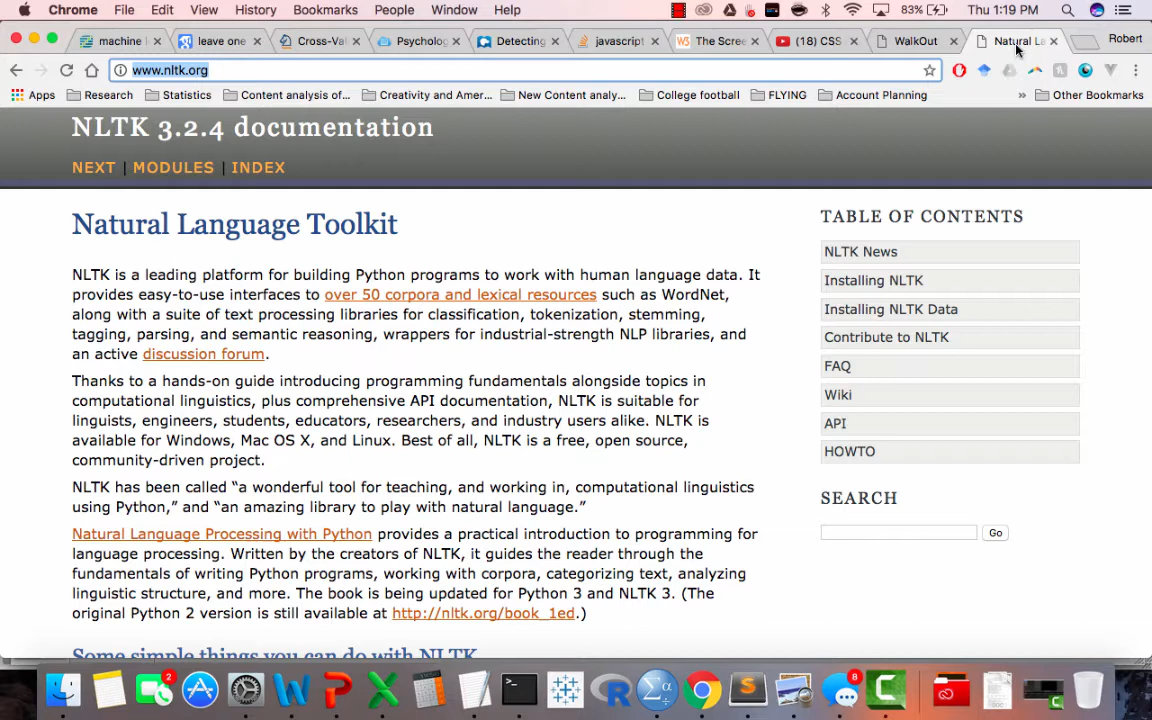 Chrome File Edit View History Bookmarks People Window Help 83% Thu 1:19 PM
machine l leave one Cross-Val Psycholog Detecting javascript The Scree (18) CSS WalkOut Natural La Robert
www.nltk.org
Apps Research Statistics Content analysis of... Creativity and Amer... New Content analy... College football FLYING Account Planning » Other Bookmarks
NLTK 3.2.4 documentation
NEXT | MODULES | INDEX
Natural Language Toolkit
NLTK is a leading platform for building Python programs to work with human language data. It
provides easy-to-use interfaces to over 50 corpora and lexical resources such as WordNet,
along with a suite of text processing libraries for classification, tokenization, stemming,
tagging, parsing, and semantic reasoning, wrappers for industrial-strength NLP libraries, and
an active discussion forum.
Thanks to a hands-on guide introducing programming fundamentals alongside topics in
computational linguistics, plus comprehensive API documentation, NLTK is suitable for
linguists, engineers, students, educators, researchers, and industry users alike. NLTK is
available for Windows, Mac OS X, and Linux. Best of all, NLTK is a free, open source,
community-driven project.
NLTK has been called “a wonderful tool for teaching, and working in, computational linguistics
using Python,” and “an amazing library to play with natural language.”
Natural Language Processing with Python provides a practical introduction to programming for
language processing. Written by the creators of NLTK, it guides the reader through the
fundamentals of writing Python programs, working with corpora, categorizing text, analyzing
linguistic structure, and more. The book is being updated for Python 3 and NLTK 3. (The
original Python 2 version is still available at http://nltk.org/book_1ed.)
Some simple things you can do with NLTK
TABLE OF CONTENTS
NLTK News
Installing NLTK
Installing NLTK Data
Contribute to NLTK
FAQ
Wiki
API
HOWTO
SEARCH
Go
2
8